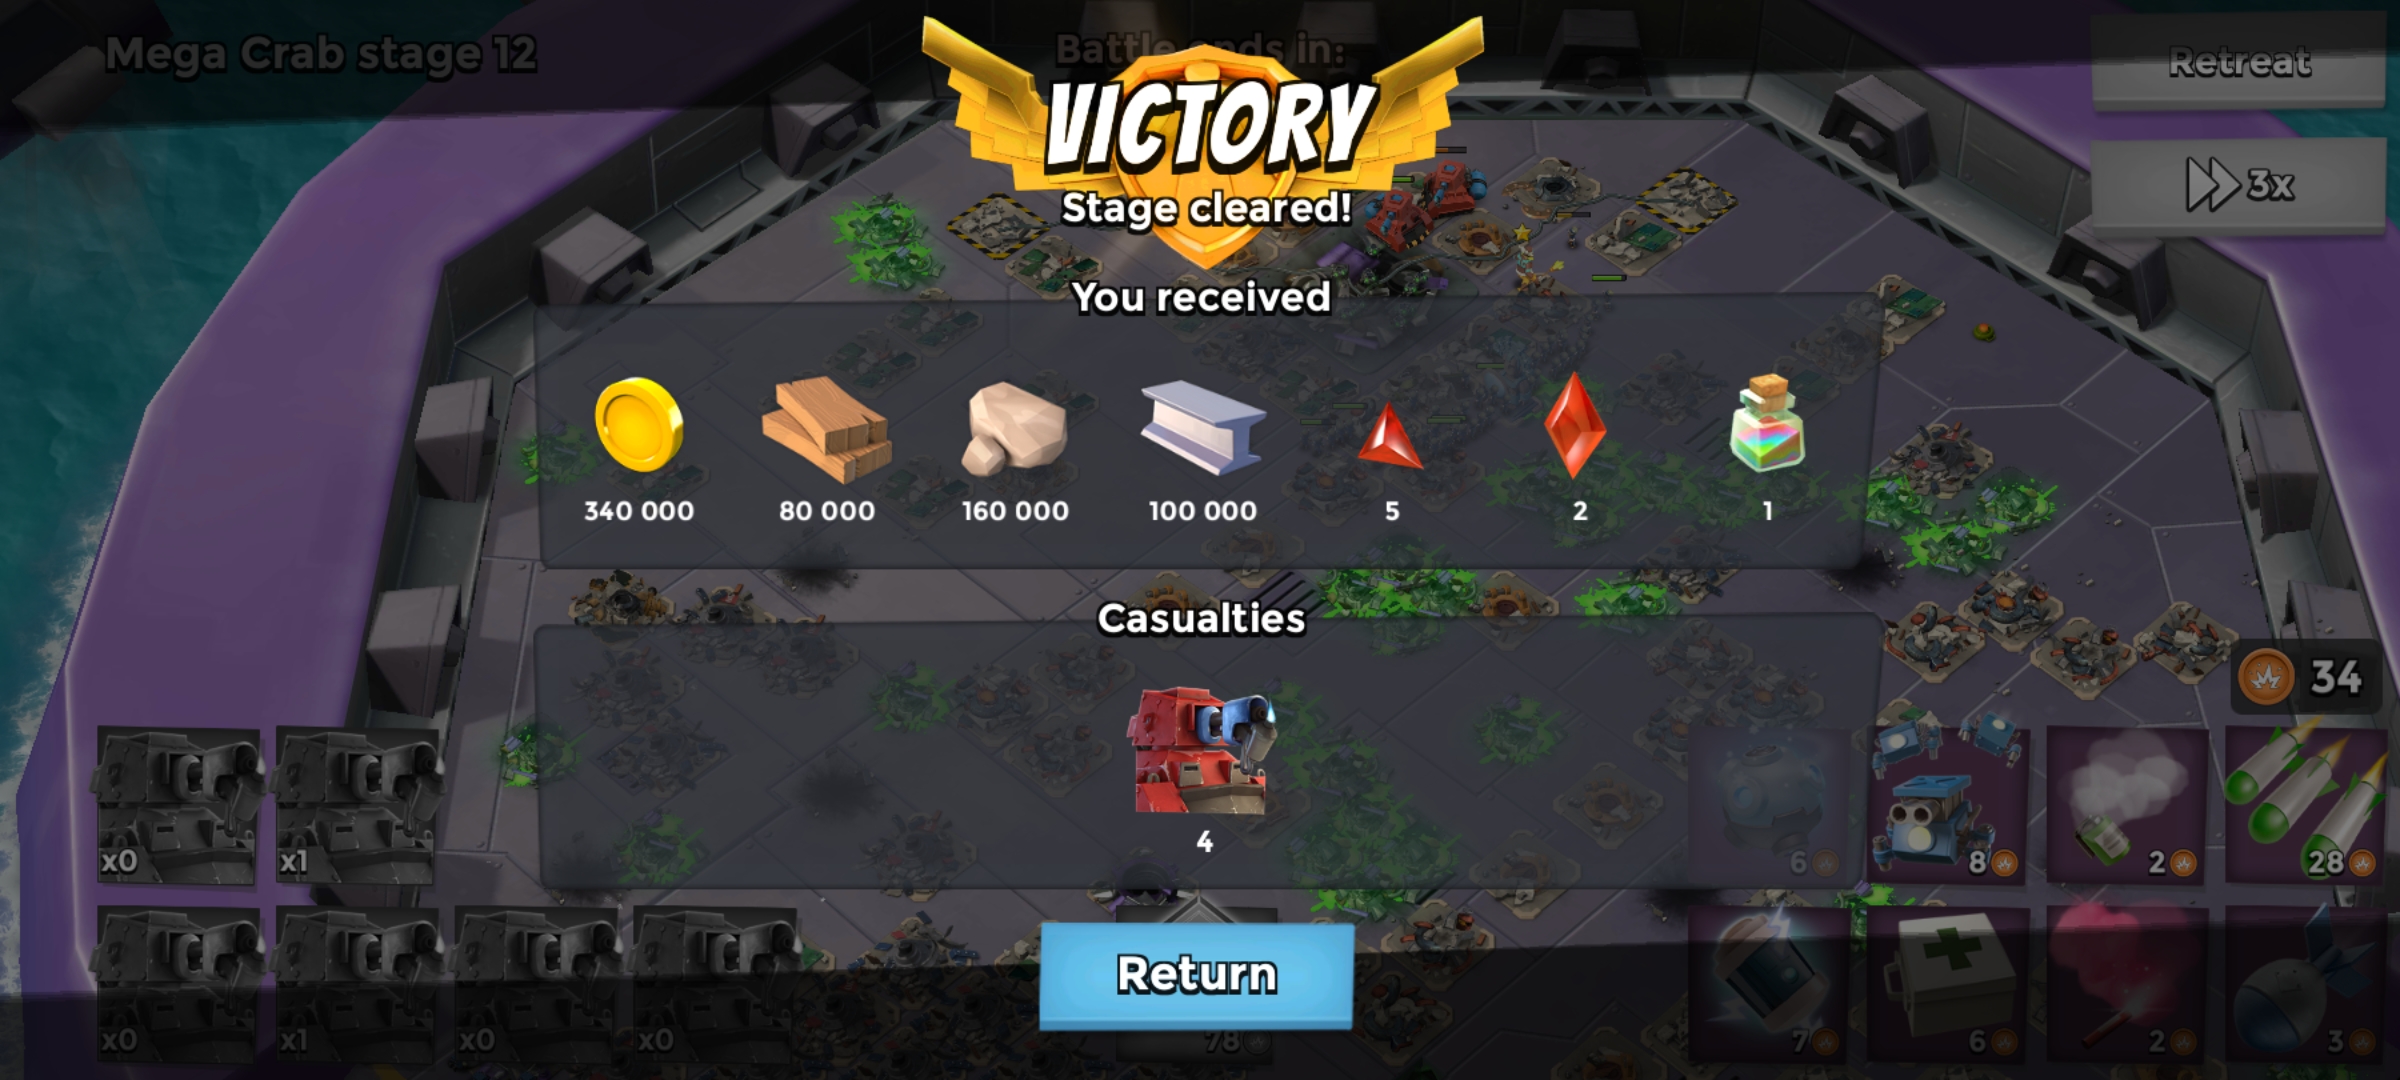 Mega Crab stage 12
Battle ends in:
Retreat
VICTORY
3x
Stage cleared!
You received
340 000
80 000
160 000
100 000
5
2
1
Casualties
34
4
x0
x1
6
8
2
28
Return
x0
x1
x0
x0
78
7
6
2
3